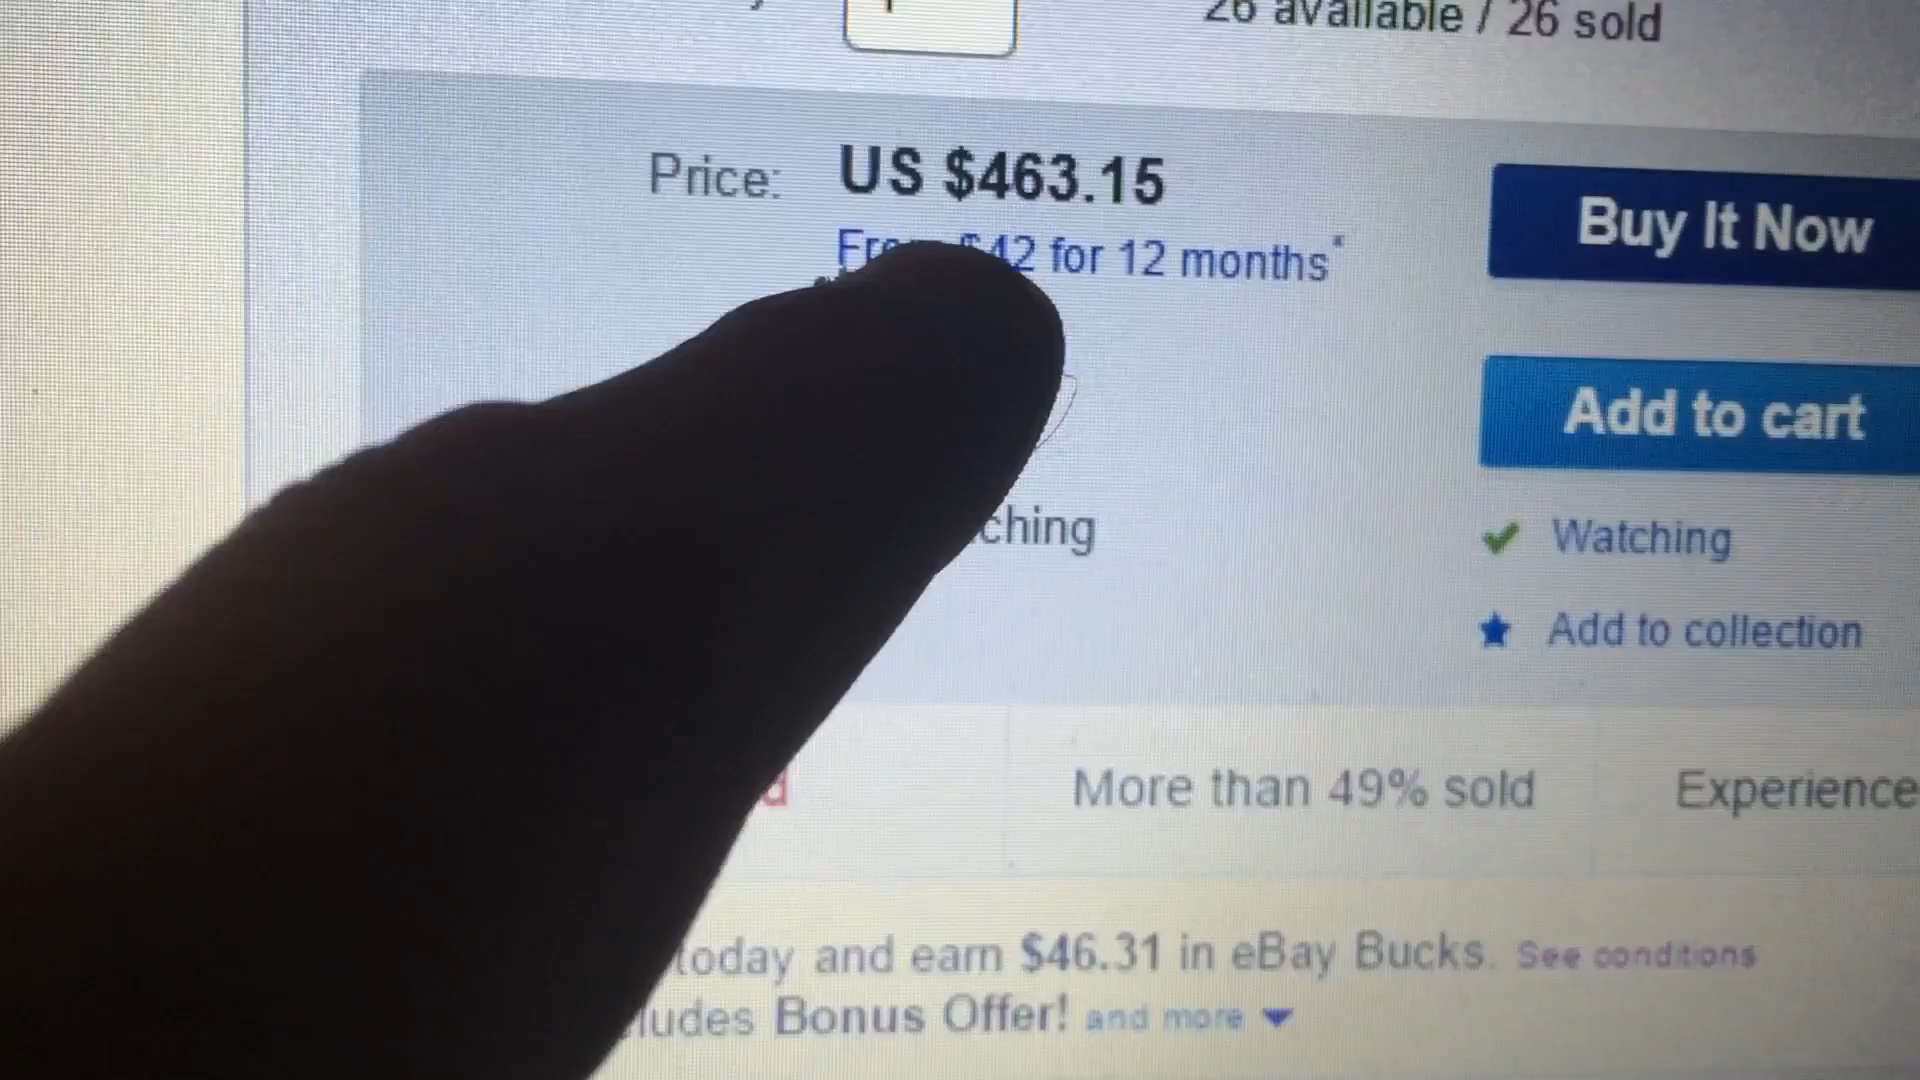 26 available / 26 sold
Price: US $463.15
$42 for 12 months*
Buy It Now
Add to cart
Watching
Add to collection
More than 49% sold
Experience
today and earn $46.31 in eBay Bucks. See conditions
Bonus Offer! and more